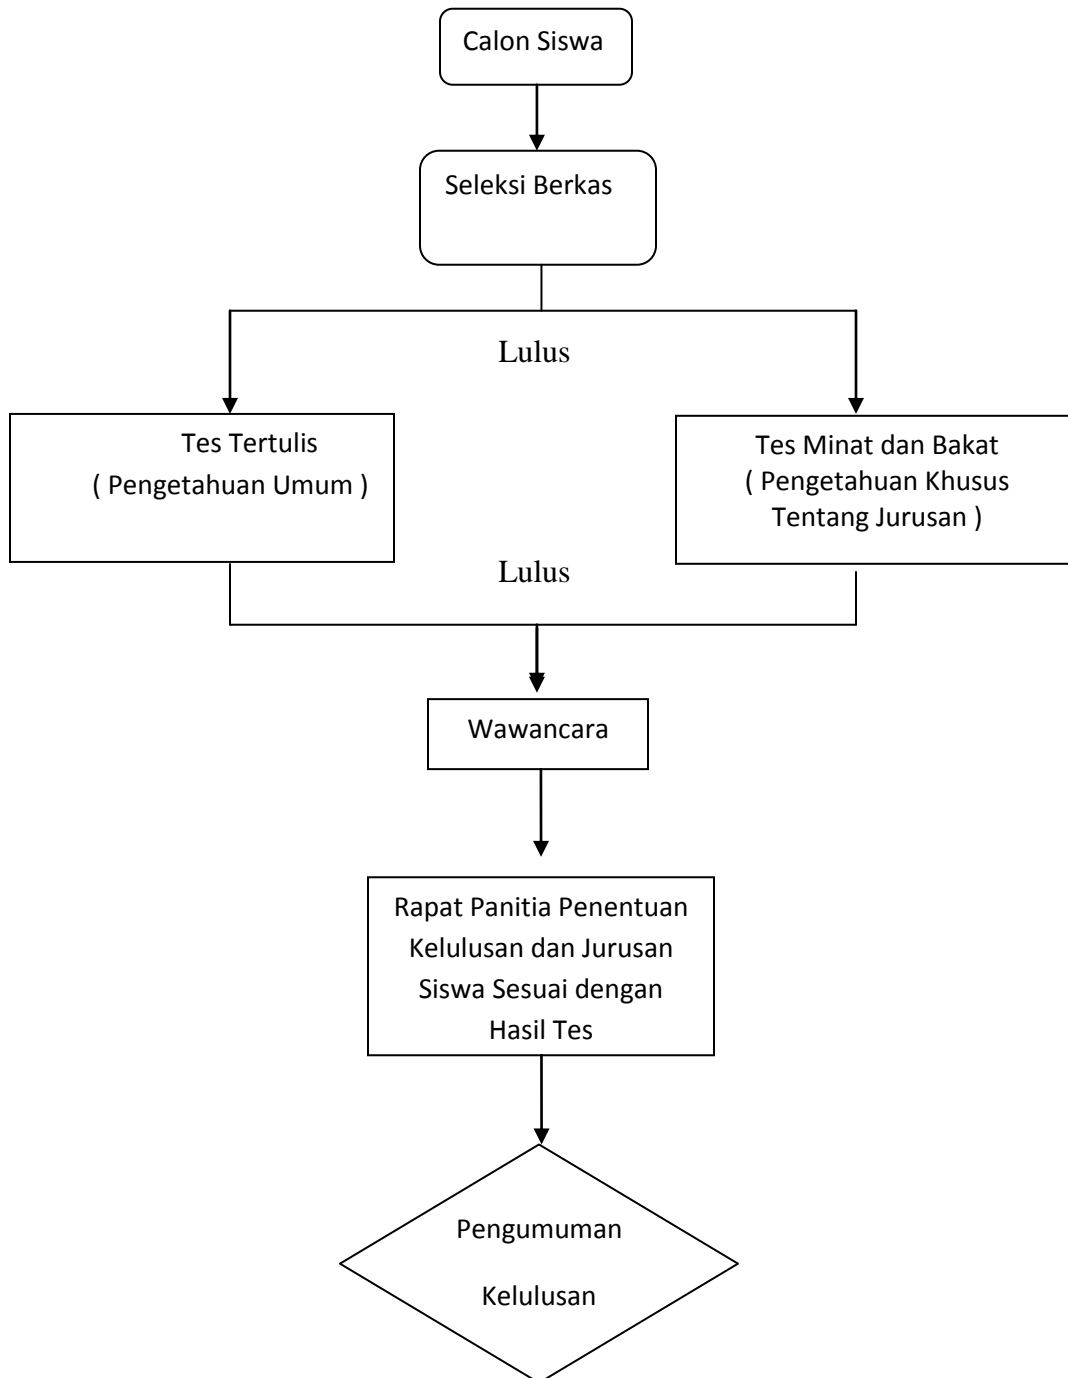 Calon Siswa
Seleksi Berkas
Lulus
Tes Tertulis
( Pengetahuan Umum )
Tes Minat dan Bakat
( Pengetahuan Khusus
Tentang Jurusan )
Lulus
Wawancara
Rapat Panitia Penentuan
Kelulusan dan Jurusan
Siswa Sesuai dengan
Hasil Tes
Pengumuman
Kelulusan